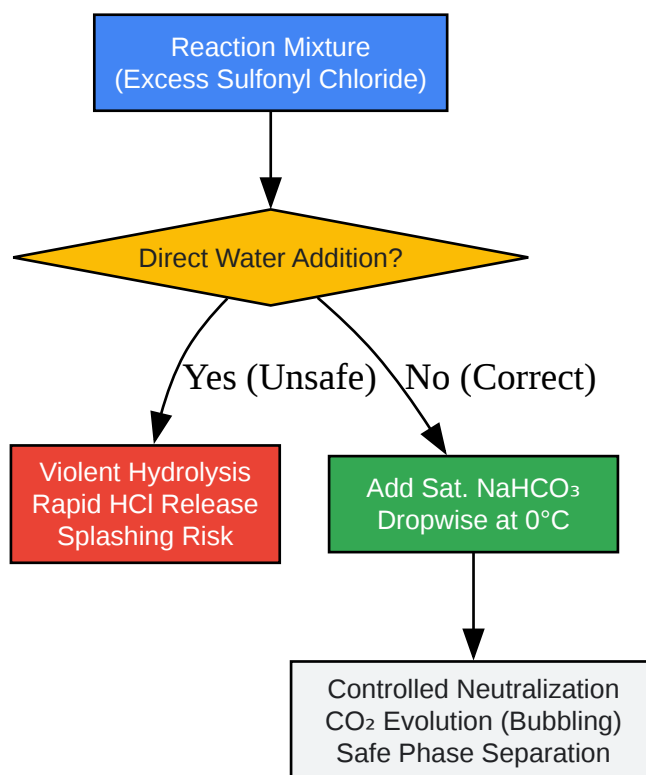 Reaction Mixture
(Excess Sulfonyl Chloride)
Direct Water Addition?
Yes (Unsafe)
No (Correct)
Violent Hydrolysis
Rapid HCl Release
Splashing Risk
Add Sat. NaHCO₃
Dropwise at 0°C
Controlled Neutralization
CO₂ Evolution (Bubbling)
Safe Phase Separation